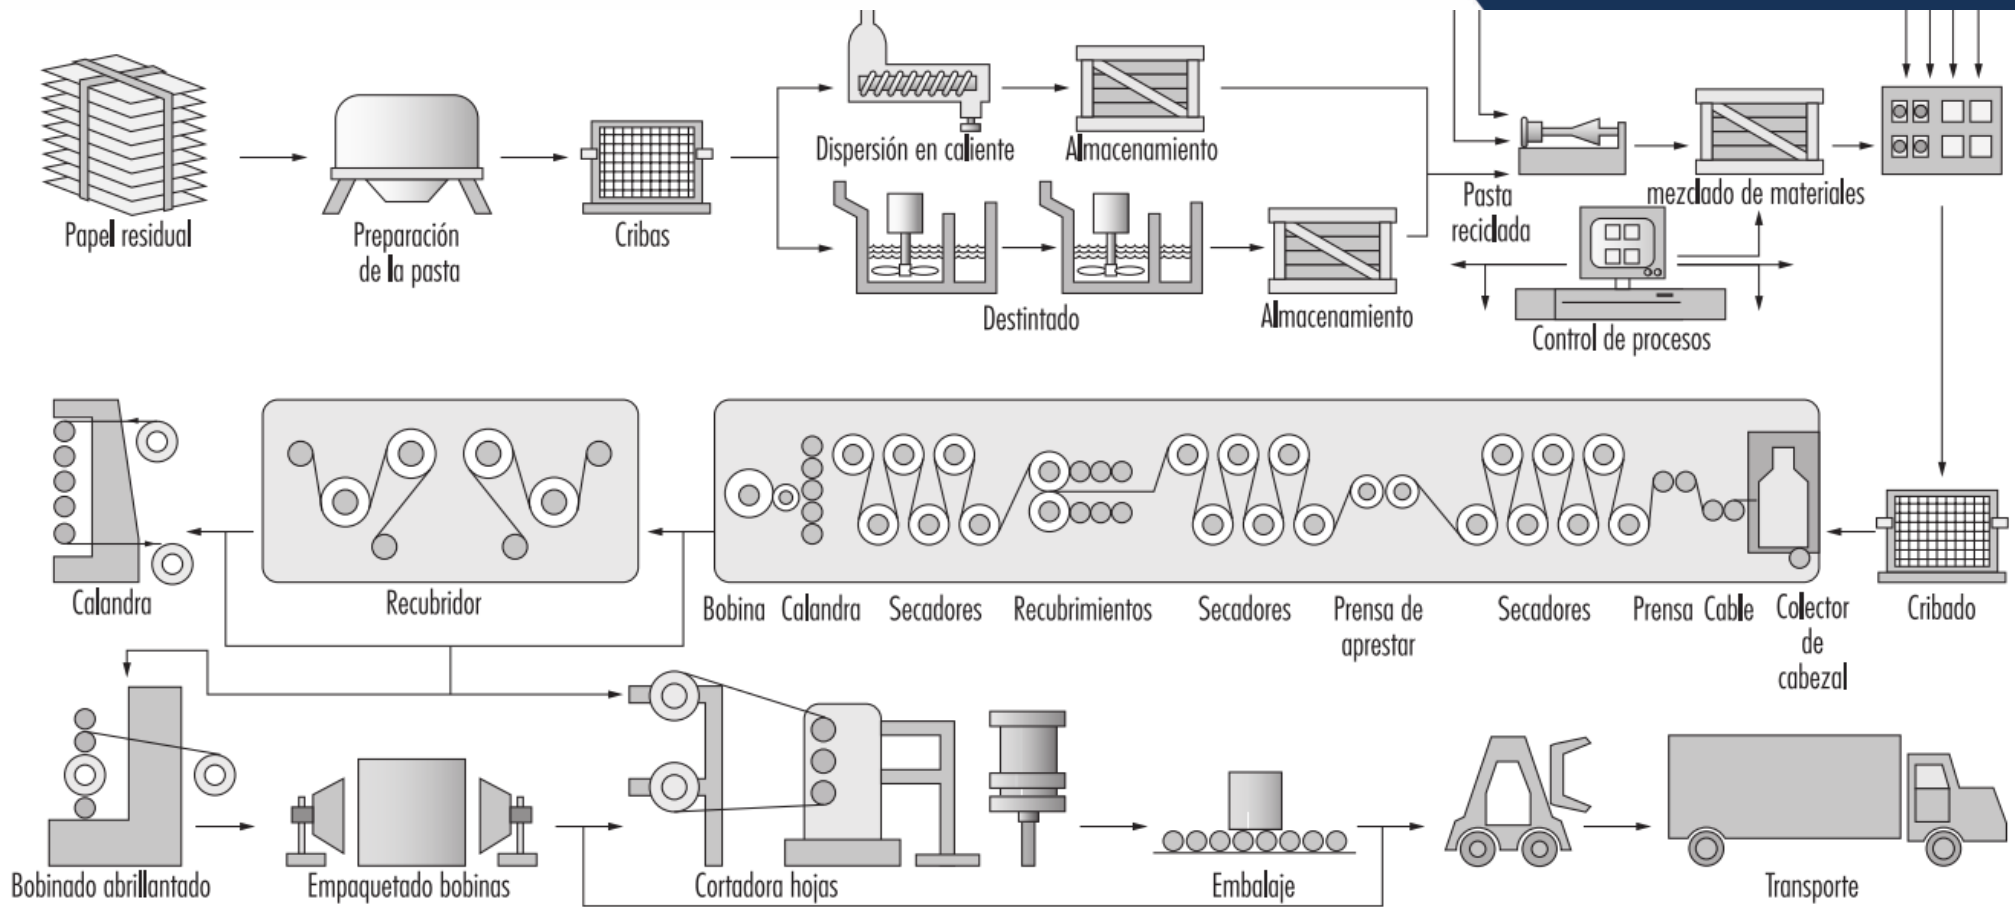 Papel residual
Preparación
de la pasta
Cribas
Dispersión en caliente
Almacenamiento
Destintado
Almacenamiento
Pasta
reciclada
mezclado de materiales
Control de procesos
Calandra
Recubridor
Bobina
Calandra
Secadores
Recubrimientos
Secadores
Prensa de
aprestar
Secadores
Prensa
Cable
Colector
de
cabezal
Cribado
Bobinado abrillantado
Empaquetado bobinas
Cortadora hojas
Embalaje
Transporte